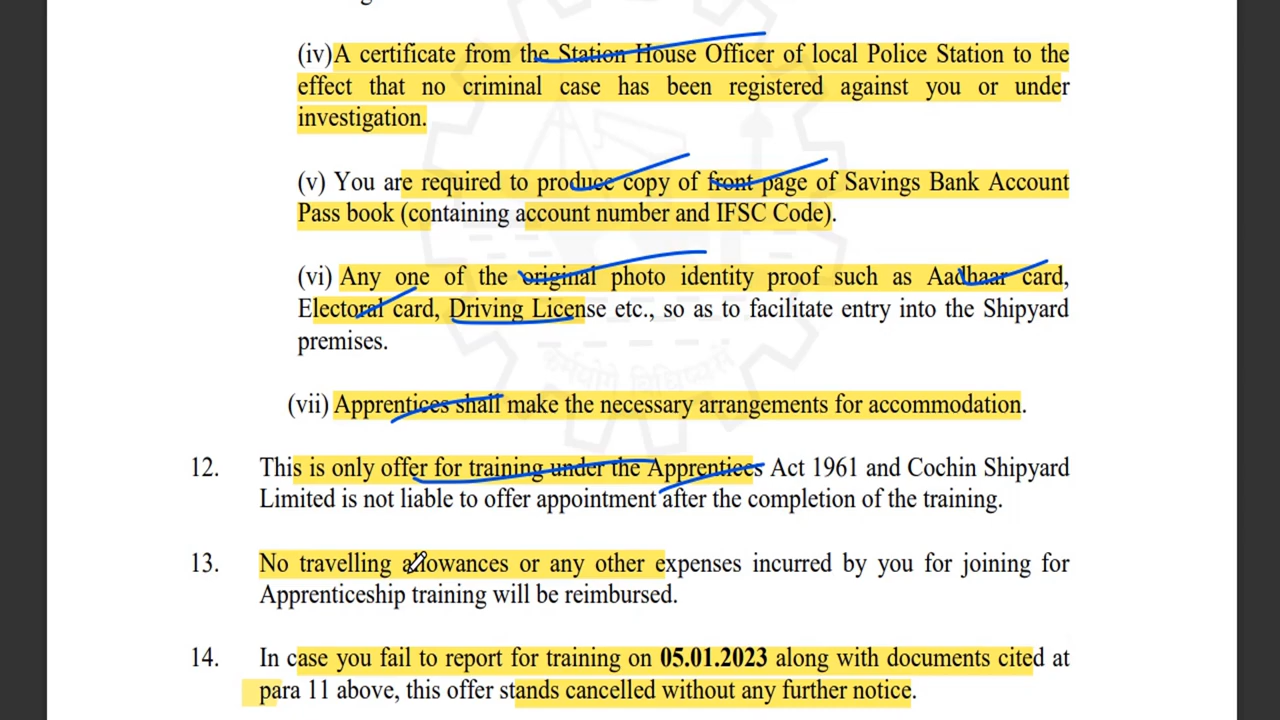 (iv) A certificate from the Station House Officer of local Police Station to the
effect that no criminal case has been registered against you or under
investigation.
(v) You are required to produce copy of front page of Savings Bank Account
Pass book (containing account number and IFSC Code).
(vi) Any one of the original photo identity proof such as Aadhaar card,
Electoral card, Driving License etc., so as to facilitate entry into the Shipyard
premises.
कर्मयोगे विधिष्यसे
(vii) Apprentices shall make the necessary arrangements for accommodation.
12. This is only offer for training under the Apprentices Act 1961 and Cochin Shipyard
Limited is not liable to offer appointment after the completion of the training.
13. No travelling allowances or any other expenses incurred by you for joining for
Apprenticeship training will be reimbursed.
14. In case you fail to report for training on 05.01.2023 along with documents cited at
para 11 above, this offer stands cancelled without any further notice.